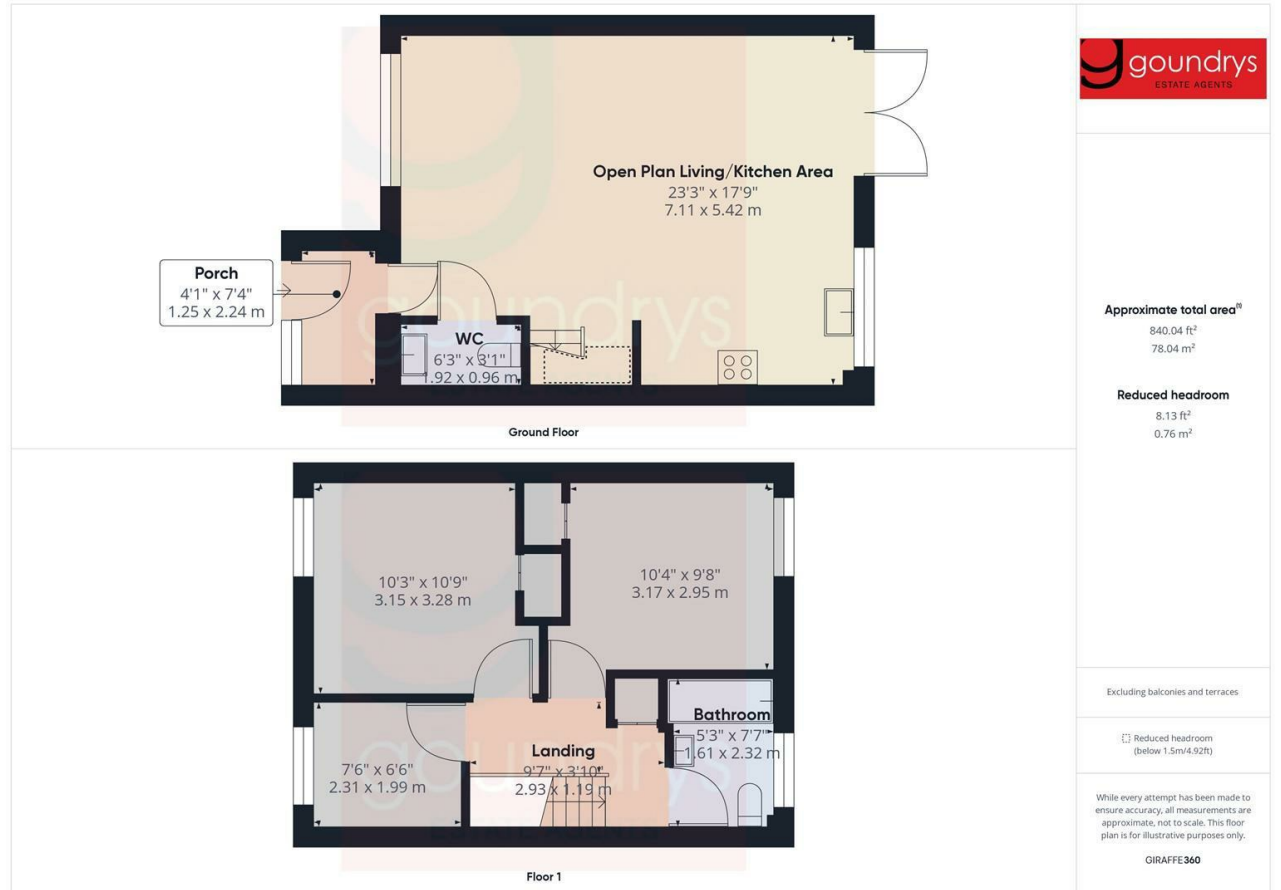 goundrys
ESTATE AGENTS
Open Plan Living/Kitchen Area
23'3" x 17'9"
7.11 x 5.42 m
Porch
4'1" x 7'4"
1.25 x 2.24 m
WC
6'3" x 3'1"
1.92 x 0.96 m
goundrys
ESTATE AGENTS
Ground Floor
Approximate total area(1)
840.04 ft²
78.04 m²
Reduced headroom
8.13 ft²
0.76 m²
10'3" x 10'9"
3.15 x 3.28 m
10'4" x 9'8"
3.17 x 2.95 m
Bathroom
5'3" x 7'7"
1.61 x 2.32 m
Landing
9'7" x 3'10"
2.93 x 1.19 m
7'6" x 6'6"
2.31 x 1.99 m
goundrys
ESTATE AGENTS
Floor 1
Excluding balconies and terraces
Reduced headroom
(below 1.5m/4.92ft)
While every attempt has been made to
ensure accuracy, all measurements are
approximate, not to scale. This floor
plan is for illustrative purposes only.
GIRAFFE360